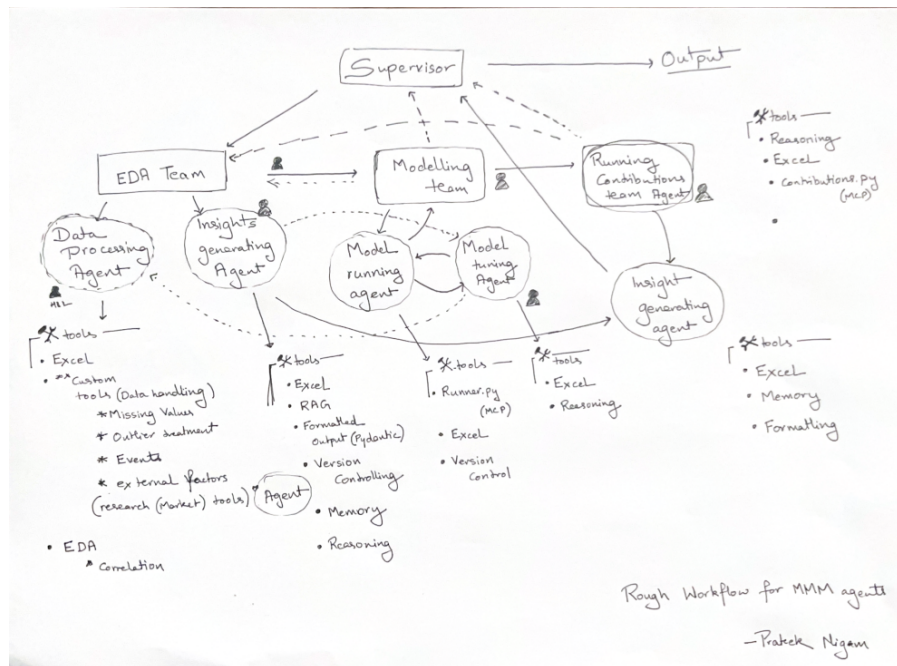 Supervisor
Output
EDA Team
Modelling
team
Running
Contributions
team Agent
tools
• Reasoning
• Excel
• Contributions.py
(MCP)
Data
Processing
Agent
Insights
generating
Agent
Model
running
agent
Model
tuning
Agent
Insight
generating
agent
tools
• Excel
• **Custom
tools (Data handling)
* Missing Values
* Outlier treatment
* Events
* external factors
(research (Market) tools)
Agent
• EDA
* Correlation
tools
• Excel
• RAG
• Formatted
output (Pydantic)
• Version
Controlling
• Memory
• Reasoning
tools
• Runner.py
(MCP)
• Excel
• Version
Control
tools
• Excel
• Reasoning
tools
• Excel
• Memory
• Formatting
Rough Workflow for MMM agents
- Prateek Nigam